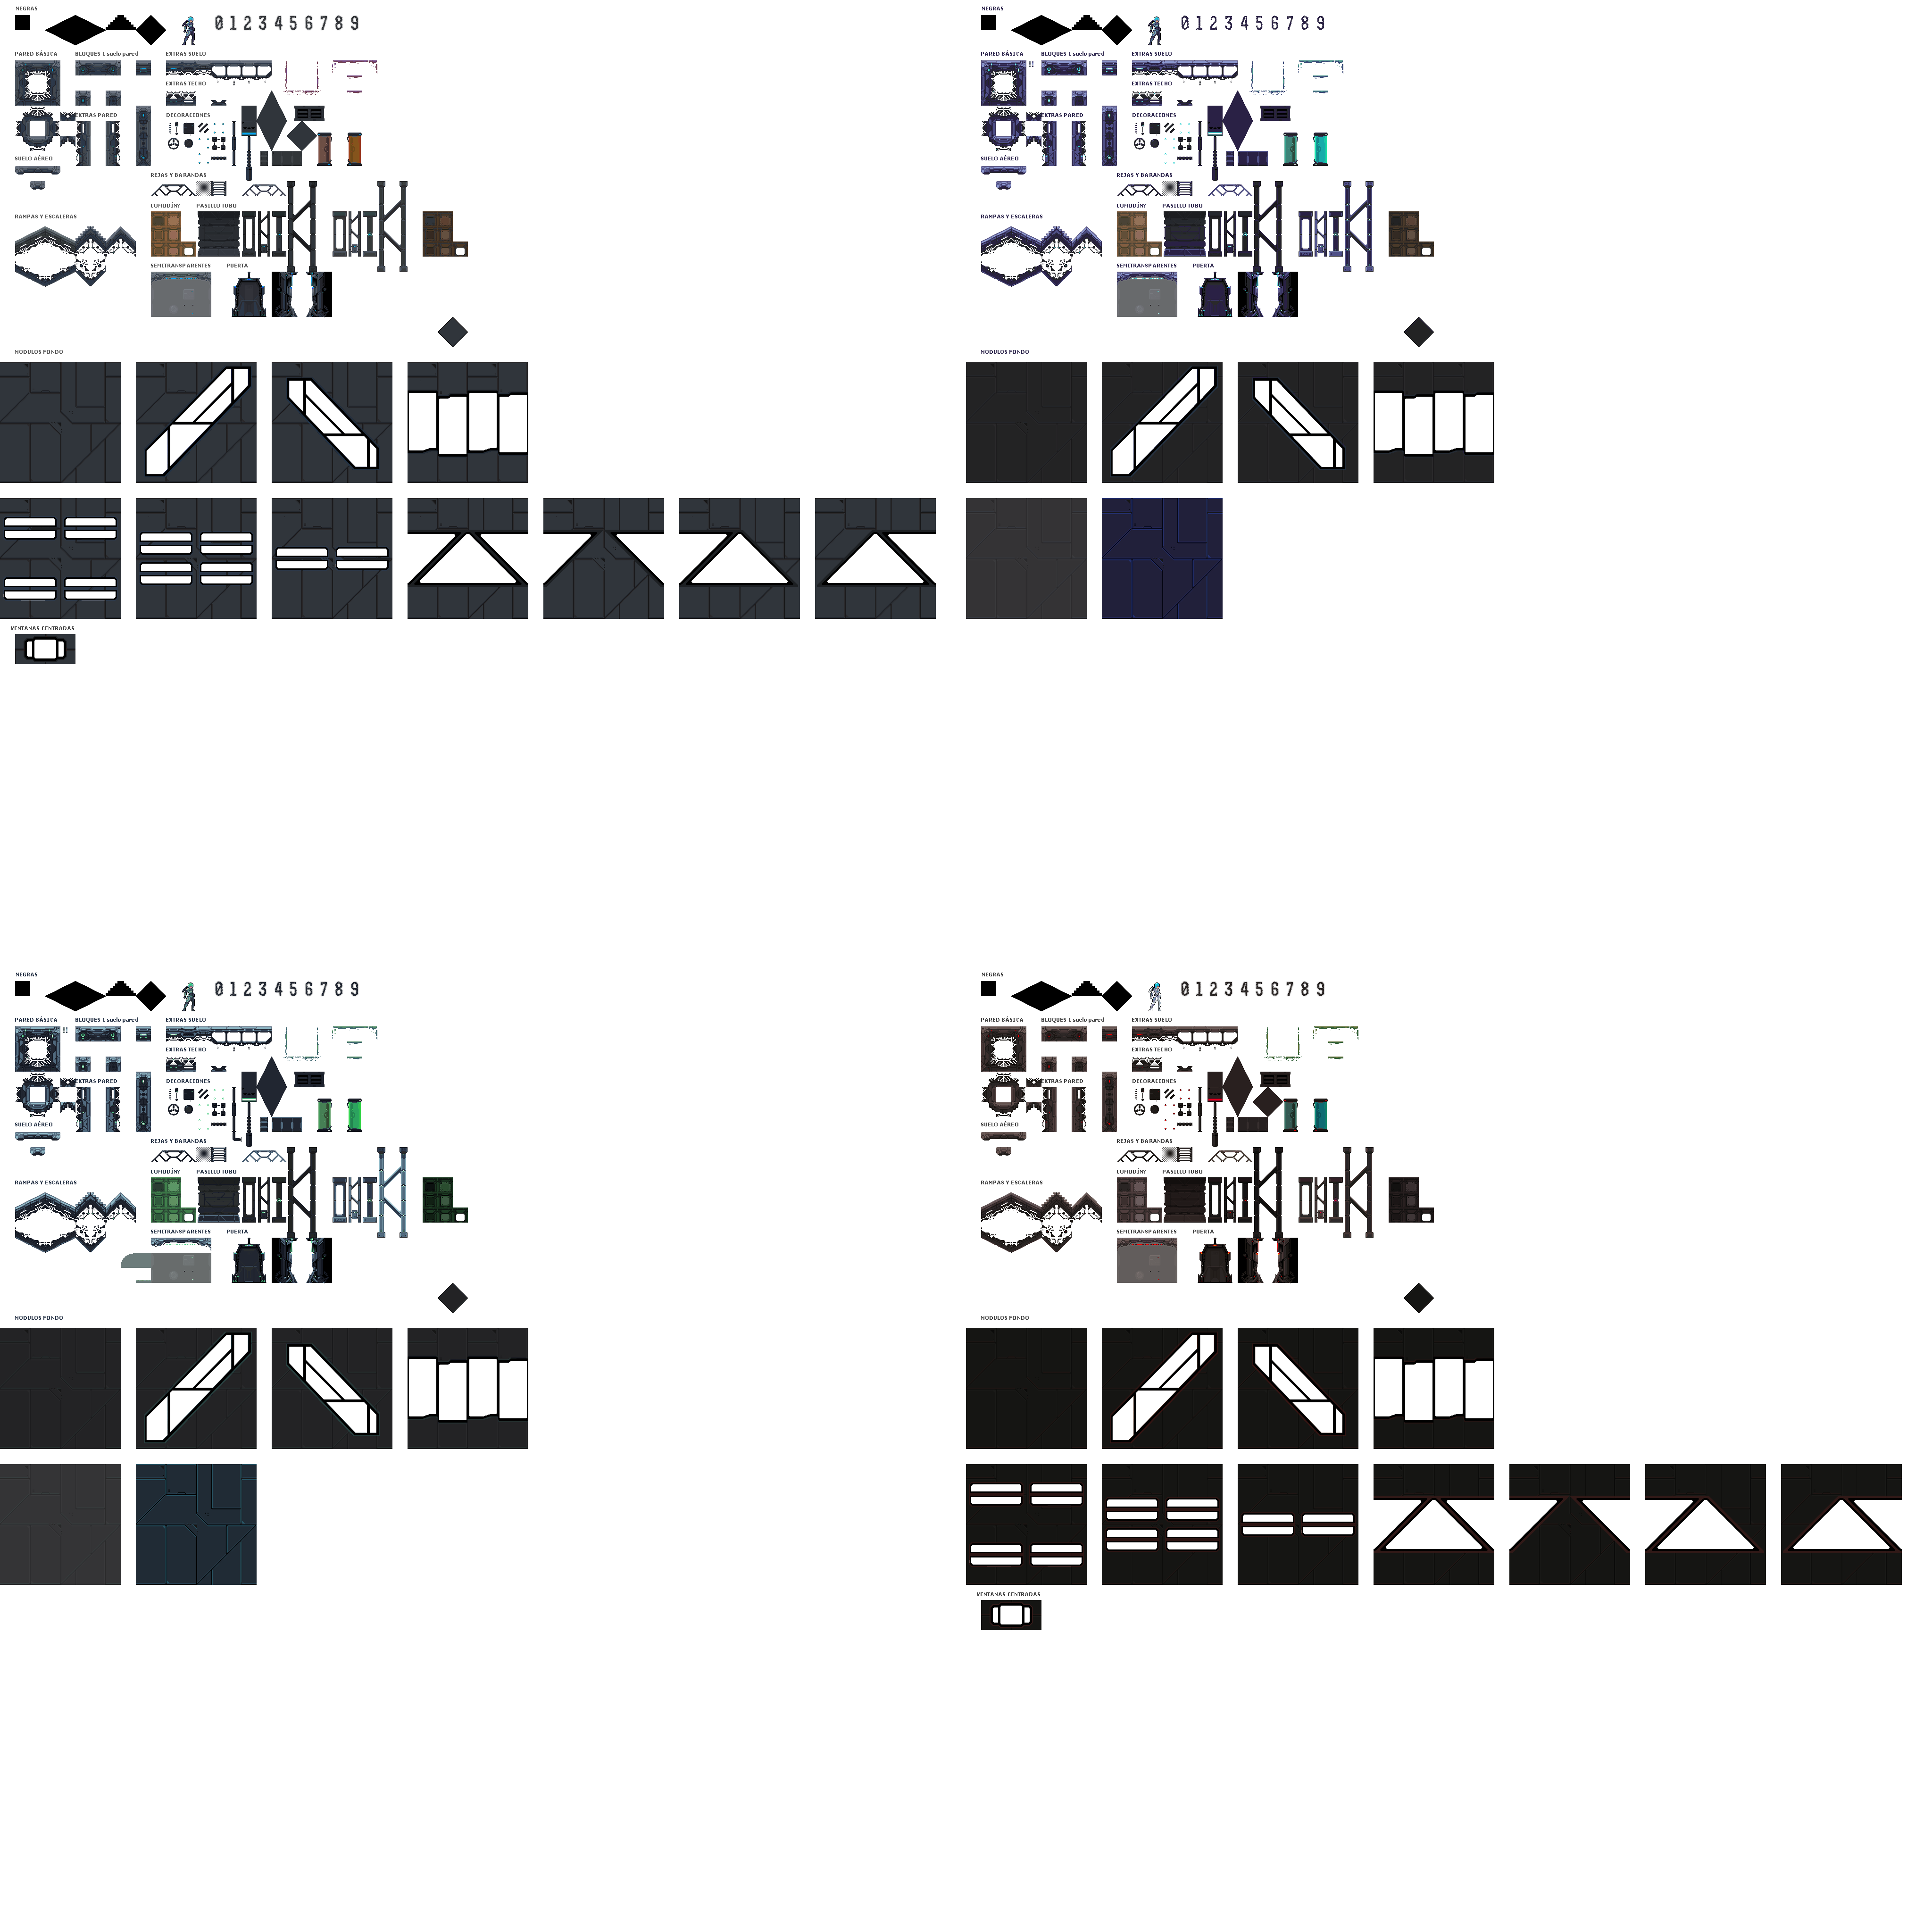 NEGRAS
0 1 2 3 4 5 6 7 8 9
PARED BÁSICA
BLOQUES 1 suelo pared
EXTRAS SUELO
EXTRAS TECHO
EXTRAS PARED
DECORACIONES
SUELO AÉREO
REJAS Y BARANDAS
COMODÍN?
PASILLO TUBO
RAMPAS Y ESCALERAS
SEMITRANSPARENTES
PUERTA
MODULOS FONDO
VENTANAS CENTRADAS
NEGRAS
0 1 2 3 4 5 6 7 8 9
PARED BÁSICA
!!
BLOQUES 1 suelo pared
EXTRAS SUELO
EXTRAS TECHO
EXTRAS PARED
DECORACIONES
SUELO AÉREO
REJAS Y BARANDAS
COMODÍN?
PASILLO TUBO
RAMPAS Y ESCALERAS
SEMITRANSPARENTES
PUERTA
MODULOS FONDO
NEGRAS
0 1 2 3 4 5 6 7 8 9
PARED BÁSICA
!!
BLOQUES 1 suelo pared
EXTRAS SUELO
EXTRAS TECHO
EXTRAS PARED
DECORACIONES
SUELO AÉREO
REJAS Y BARANDAS
COMODÍN?
PASILLO TUBO
RAMPAS Y ESCALERAS
SEMITRANSPARENTES
PUERTA
MODULOS FONDO
NEGRAS
0 1 2 3 4 5 6 7 8 9
PARED BÁSICA
BLOQUES 1 suelo pared
EXTRAS SUELO
EXTRAS TECHO
EXTRAS PARED
DECORACIONES
SUELO AÉREO
REJAS Y BARANDAS
COMODÍN?
PASILLO TUBO
RAMPAS Y ESCALERAS
SEMITRANSPARENTES
PUERTA
MODULOS FONDO
VENTANAS CENTRADAS